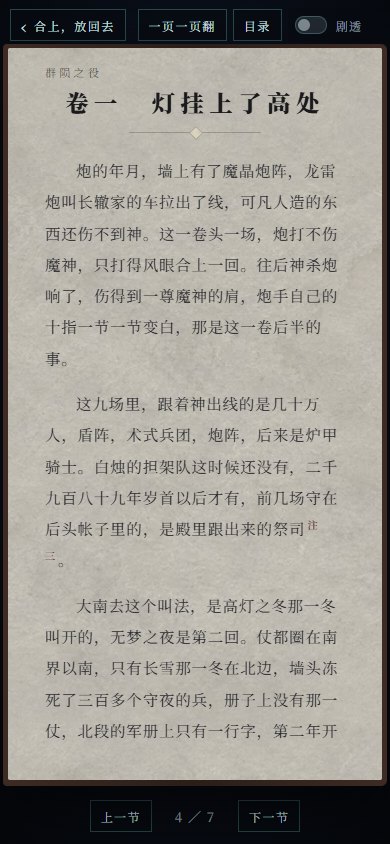 ‹ 合上，放回去
一页一页翻
目录
剧透
群陨之役
卷一　灯挂上了高处
炮的年月，墙上有了魔晶炮阵，龙雷
炮叫长辙家的车拉出了线，可凡人造的东
西还伤不到神。这一卷头一场，炮打不伤
魔神，只打得风眼合上一回。往后神杀炮
响了，伤得到一尊魔神的肩，炮手自己的
十指一节一节变白，那是这一卷后半的
事。
这九场里，跟着神出线的是几十万
人，盾阵，术式兵团，炮阵，后来是炉甲
骑士。白烛的担架队这时候还没有，二千
九百八十九年岁首以后才有，前几场守在
后头帐子里的，是殿里跟出来的祭司注
三。
大南去这个叫法，是高灯之冬那一冬
叫开的，无梦之夜是第二回。仗都圈在南
界以南，只有长雪那一冬在北边，墙头冻
死了三百多个守夜的兵，册子上没有那一
仗，北段的军册上只有一行字，第二年开
上一节
4 ／ 7
下一节